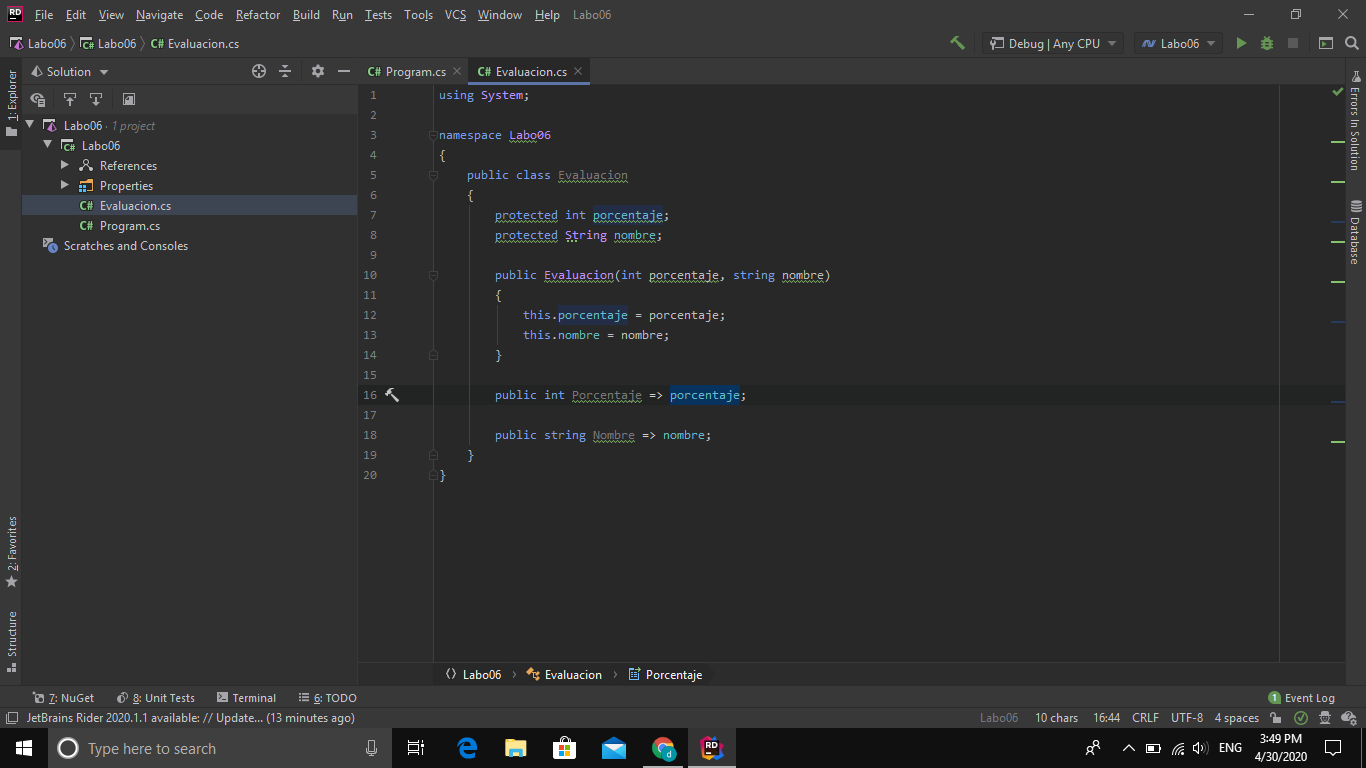 RD File Edit View Navigate Code Refactor Build Run Tests Tools VCS Window Help Labo06
Labo06 C# Labo06 C# Evaluacion.cs Debug | Any CPU Labo06
1: Explorer
Solution
Labo06 · 1 project
C# Labo06
References
Properties
C# Evaluacion.cs
C# Program.cs
Scratches and Consoles
2: Favorites
Structure
C# Program.cs C# Evaluacion.cs
1 using System;
2
3 namespace Labo06
4 {
5 public class Evaluacion
6 {
7 protected int porcentaje;
8 protected String nombre;
9
10 public Evaluacion(int porcentaje, string nombre)
11 {
12 this.porcentaje = porcentaje;
13 this.nombre = nombre;
14 }
15
16 public int Porcentaje => porcentaje;
17
18 public string Nombre => nombre;
19 }
20 }
Errors In Solution
Database
Labo06 Evaluacion Porcentaje
7: NuGet 8: Unit Tests Terminal 6: TODO 1 Event Log
JetBrains Rider 2020.1.1 available: // Update... (13 minutes ago) Labo06 10 chars 16:44 CRLF UTF-8 4 spaces
Type here to search d RD ENG 3:49 PM
4/30/2020